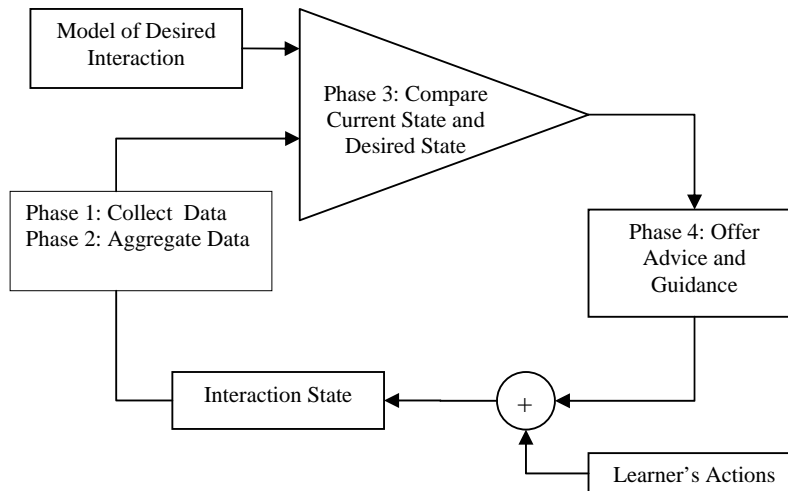 Model of Desired
Interaction
Phase 3: Compare
Current State and
Desired State
Phase 1: Collect Data
Phase 2: Aggregate Data
Phase 4: Offer
Advice and
Guidance
Interaction State
+
Learner’s Actions